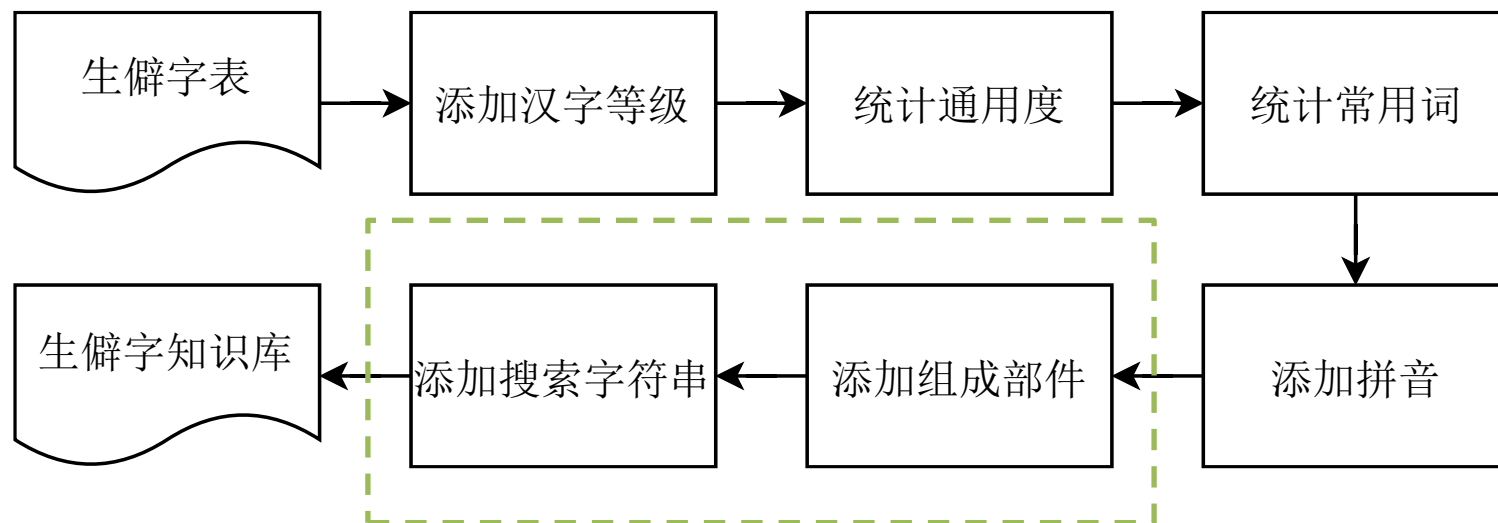 生僻字表
添加汉字等级
统计通用度
统计常用词
添加拼音
添加组成部件
添加搜索字符串
生僻字知识库